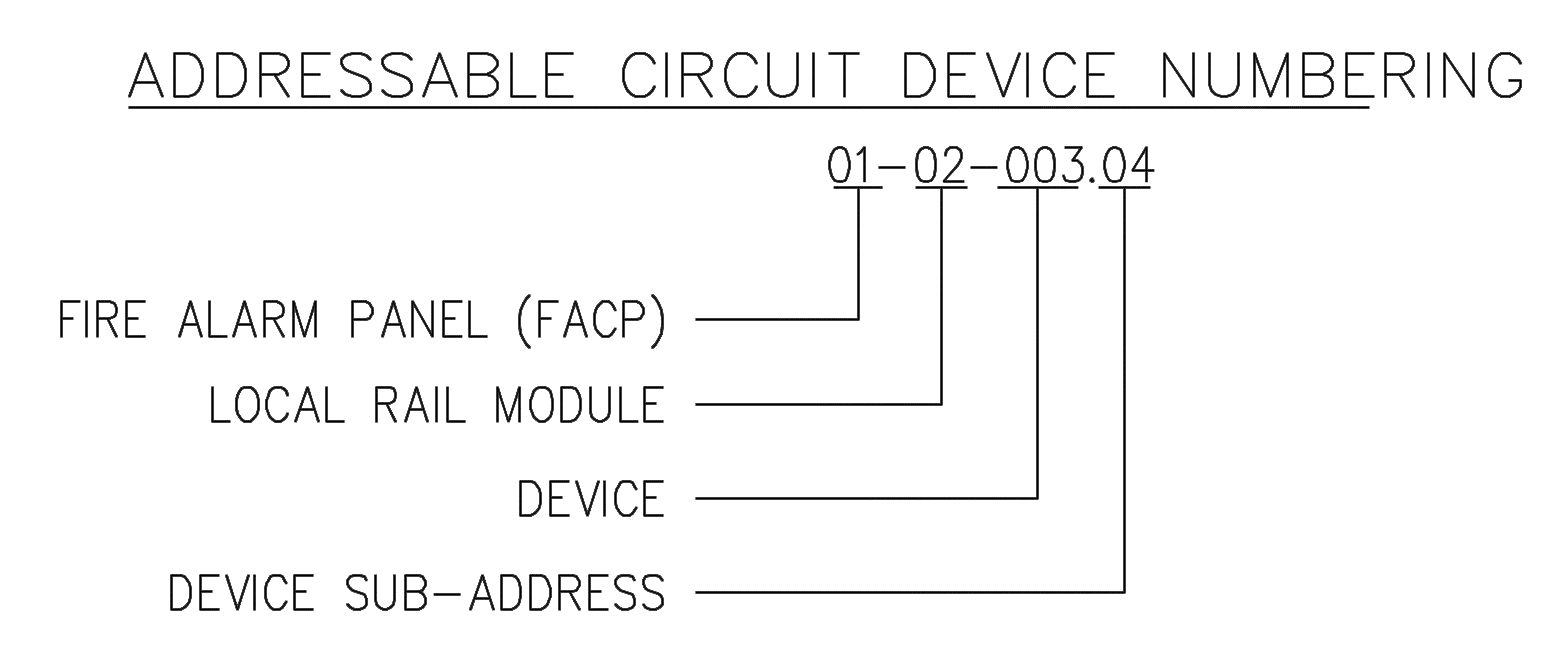 ADDRESSABLE CIRCUIT DEVICE NUMBERING
01-02-003.04
FIRE ALARM PANEL (FACP)
LOCAL RAIL MODULE
DEVICE
DEVICE SUB-ADDRESS